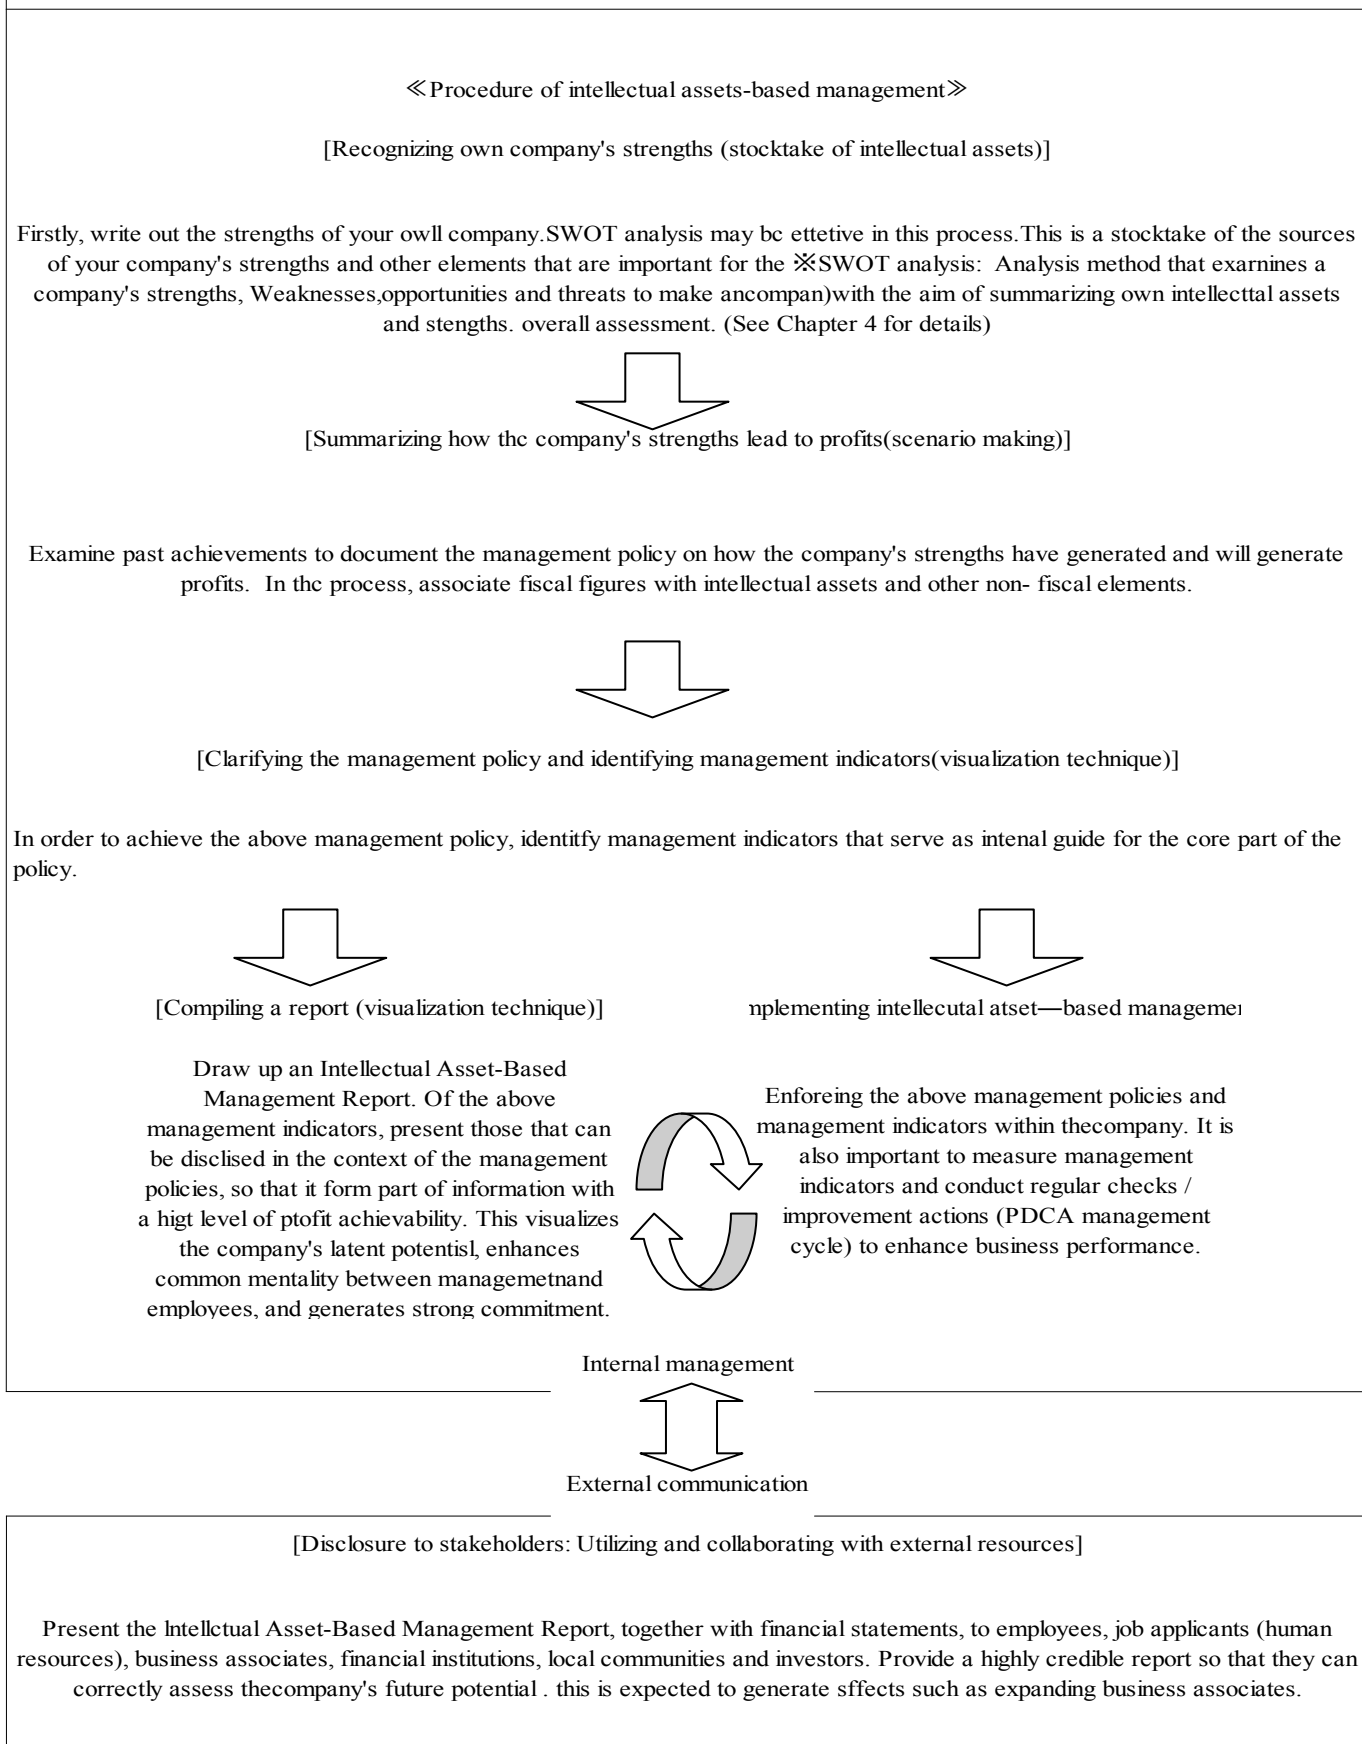 ≪Procedure of intellectual assets-based management≫
[Recognizing own company's strengths (stocktake of intellectual assets)]
Firstly, write out the strengths of your owll company.SWOT analysis may bc ettetive in this process.This is a stocktake of the sources
of your company's strengths and other elements that are important for the ※SWOT analysis: Analysis method that exarnines a
company's strengths, Weaknesses,opportunities and threats to make ancompan)with the aim of summarizing own intellecttal assets
and stengths. overall assessment. (See Chapter 4 for details)
[Summarizing how thc company's strengths lead to profits(scenario making)]
Examine past achievements to document the management policy on how the company's strengths have generated and will generate
profits. In thc process, associate fiscal figures with intellectual assets and other non- fiscal elements.
[Clarifying the management policy and identifying management indicators(visualization technique)]
In order to achieve the above management policy, identitfy management indicators that serve as intenal guide for the core part of the
policy.
[Compiling a report (visualization technique)]
Draw up an Intellectual Asset-Based
Management Report. Of the above
management indicators, present those that can
be disclised in the context of the management
policies, so that it form part of information with
a higt level of ptofit achievability. This visualizes
the company's latent potentisl, enhances
common mentality between managemetnand
employees, and generates strong commitment.
mplementing intellecutal atset—based managemen
Enforeing the above management policies and
management indicators within thecompany. It is
also important to measure management
indicators and conduct regular checks /
improvement actions (PDCA management
cycle) to enhance business performance.
Internal management
External communication
[Disclosure to stakeholders: Utilizing and collaborating with external resources]
Present the lntellctual Asset-Based Management Report, together with financial statements, to employees, job applicants (human
resources), business associates, financial institutions, local communities and investors. Provide a highly credible report so that they can
correctly assess thecompany's future potential . this is expected to generate sffects such as expanding business associates.